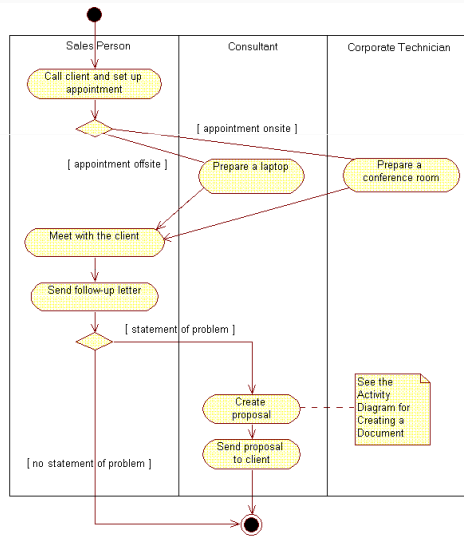 Sales Person
Consultant
Corporate Technician
Call client and set up
appointment
[ appointment onsite ]
[ appointment offsite ]
Prepare a laptop
Prepare a
conference room
Meet with the client
Send follow-up letter
[ statement of problem ]
Create
proposal
See the
Activity
Diagram for
Creating a
Document
Send proposal
to client
[ no statement of problem ]